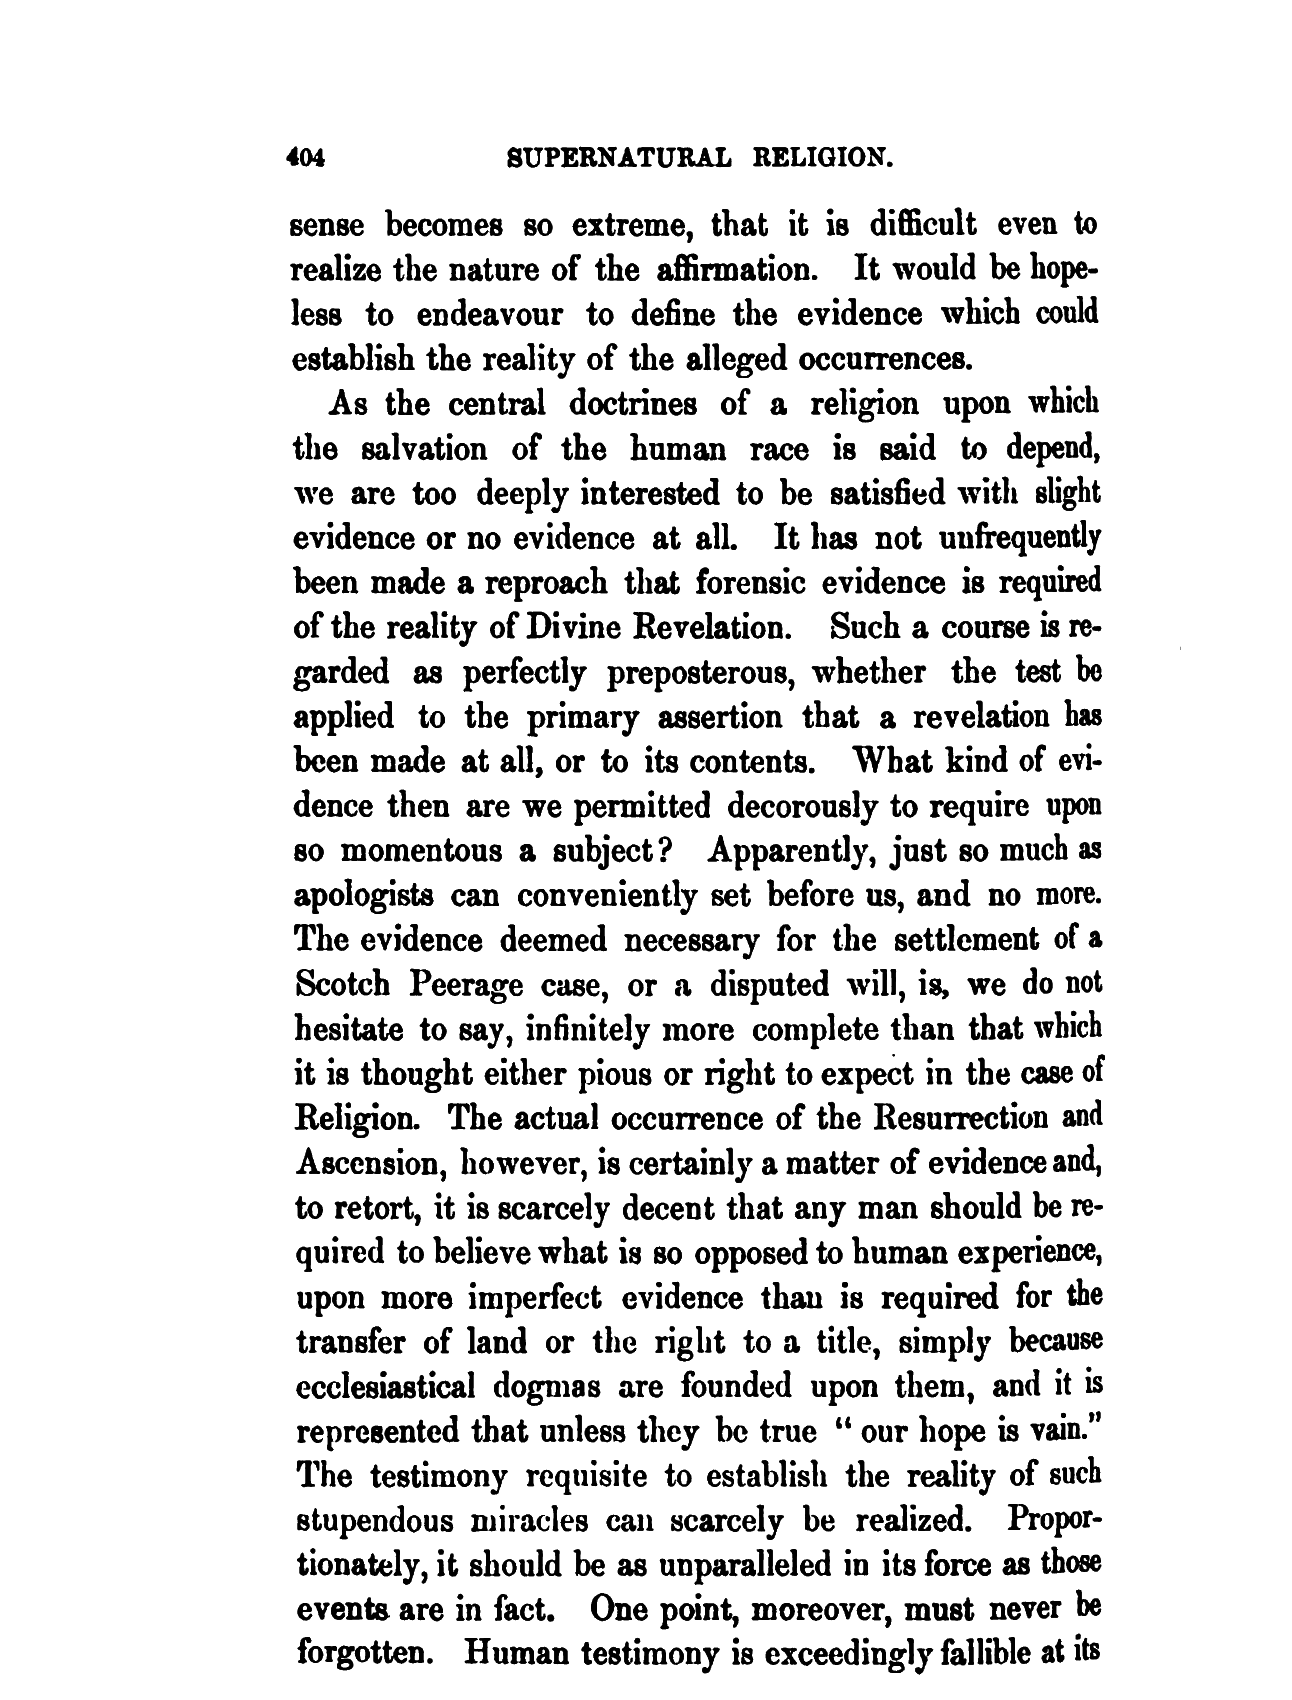 404 SUPERNATURAL RELIGION.
sense becomes so extreme, that it is difficult even to
realize the nature of the affirmation. It would be hope-
less to endeavour to define the evidence which could
establish the reality of the alleged occurrences.
As the central doctrines of a religion upon which
the salvation of the human race is said to depend,
we are too deeply interested to be satisfied with slight
evidence or no evidence at all. It has not unfrequently
been made a reproach that forensic evidence is required
of the reality of Divine Revelation. Such a course is re-
garded as perfectly preposterous, whether the test be
applied to the primary assertion that a revelation has
been made at all, or to its contents. What kind of evi-
dence then are we permitted decorously to require upon
so momentous a subject? Apparently, just so much as
apologists can conveniently set before us, and no more.
The evidence deemed necessary for the settlement of a
Scotch Peerage case, or a disputed will, is, we do not
hesitate to say, infinitely more complete than that which
it is thought either pious or right to expect in the case of
Religion. The actual occurrence of the Resurrection and
Ascension, however, is certainly a matter of evidence and,
to retort, it is scarcely decent that any man should be re-
quired to believe what is so opposed to human experience,
upon more imperfect evidence than is required for the
transfer of land or the right to a title, simply because
ecclesiastical dogmas are founded upon them, and it is
represented that unless they be true “our hope is vain.”
The testimony requisite to establish the reality of such
stupendous miracles can scarcely be realized. Propor-
tionately, it should be as unparalleled in its force as those
events are in fact. One point, moreover, must never be
forgotten. Human testimony is exceedingly fallible at its